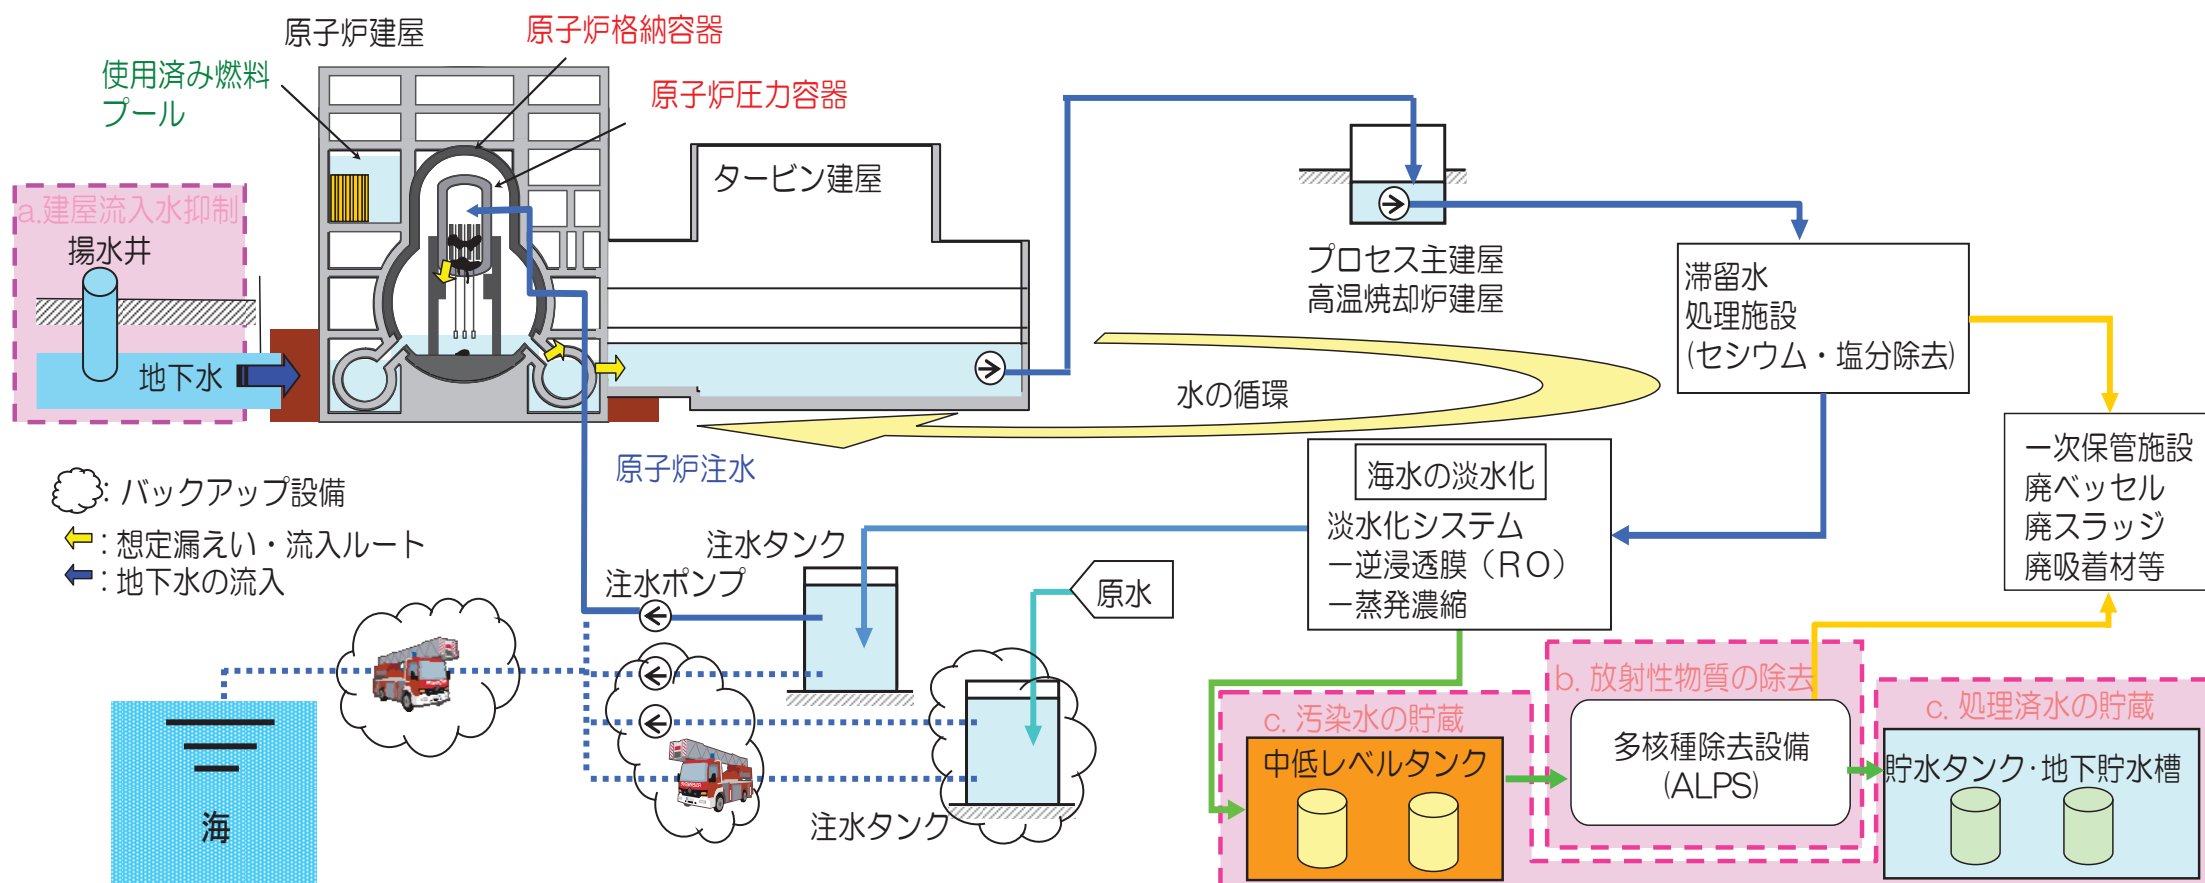 原子炉建屋
原子炉格納容器
使用済み燃料
プール
原子炉圧力容器
タービン建屋
a.建屋流入水抑制
揚水井
地下水
プロセス主建屋
高温焼却炉建屋
滞留水
処理施設
(セシウム・塩分除去)
水の循環
原子炉注水
一次保管施設
廃ベッセル
廃スラッジ
廃吸着材等
海水の淡水化
淡水化システム
−逆浸透膜（RO）
−蒸発濃縮
：バックアップ設備
：想定漏えい・流入ルート
：地下水の流入
注水タンク
注水ポンプ
原水
注水タンク
海
c. 汚染水の貯蔵
中低レベルタンク
b. 放射性物質の除去
多核種除去設備
(ALPS)
c. 処理済水の貯蔵
貯水タンク・地下貯水槽